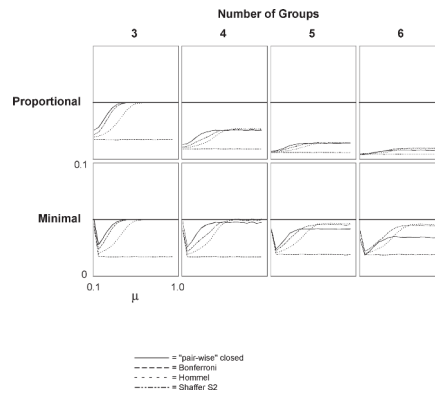 Number of Groups
3 4 5 6
Proportional
0.1
Minimal
0
0.1 μ 1.0
= "pair-wise" closed
= Bonferroni
= Hommel
= Shaffer S2